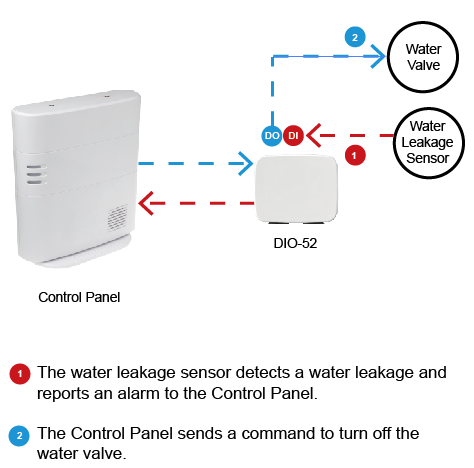 2
Water
Valve
DO
DI
Water
Leakage
Sensor
1
DIO-52
Control Panel
1 The water leakage sensor detects a water leakage and
reports an alarm to the Control Panel.
2 The Control Panel sends a command to turn off the
water valve.